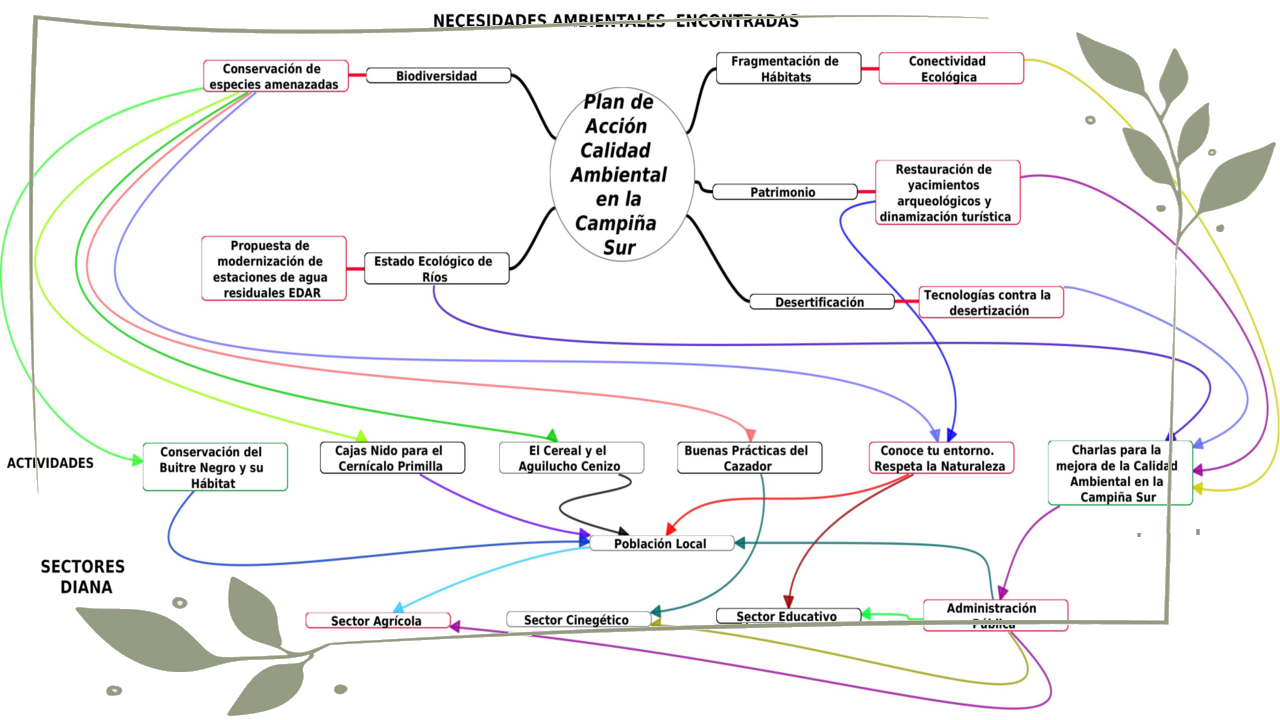 NECESIDADES AMBIENTALES ENCONTRADAS
Conservación de
especies amenazadas
Biodiversidad
Plan de
Acción
Calidad
Ambiental
en la
Campiña
Sur
Fragmentación de
Hábitats
Conectividad
Ecológica
Patrimonio
Restauración de
yacimientos
arqueológicos y
dinamización turística
Propuesta de
modernización de
estaciones de agua
residuales EDAR
Estado Ecológico de
Ríos
Desertificación
Tecnologías contra la
desertización
ACTIVIDADES
Conservación del
Buitre Negro y su
Hábitat
Cajas Nido para el
Cernícalo Primilla
El Cereal y el
Aguilucho Cenizo
Buenas Prácticas del
Cazador
Conoce tu entorno.
Respeta la Naturaleza
Charlas para la
mejora de la Calidad
Ambiental en la
Campiña Sur
Población Local
SECTORES
DIANA
Sector Agrícola
Sector Cinegético
Sector Educativo
Administración
Pública